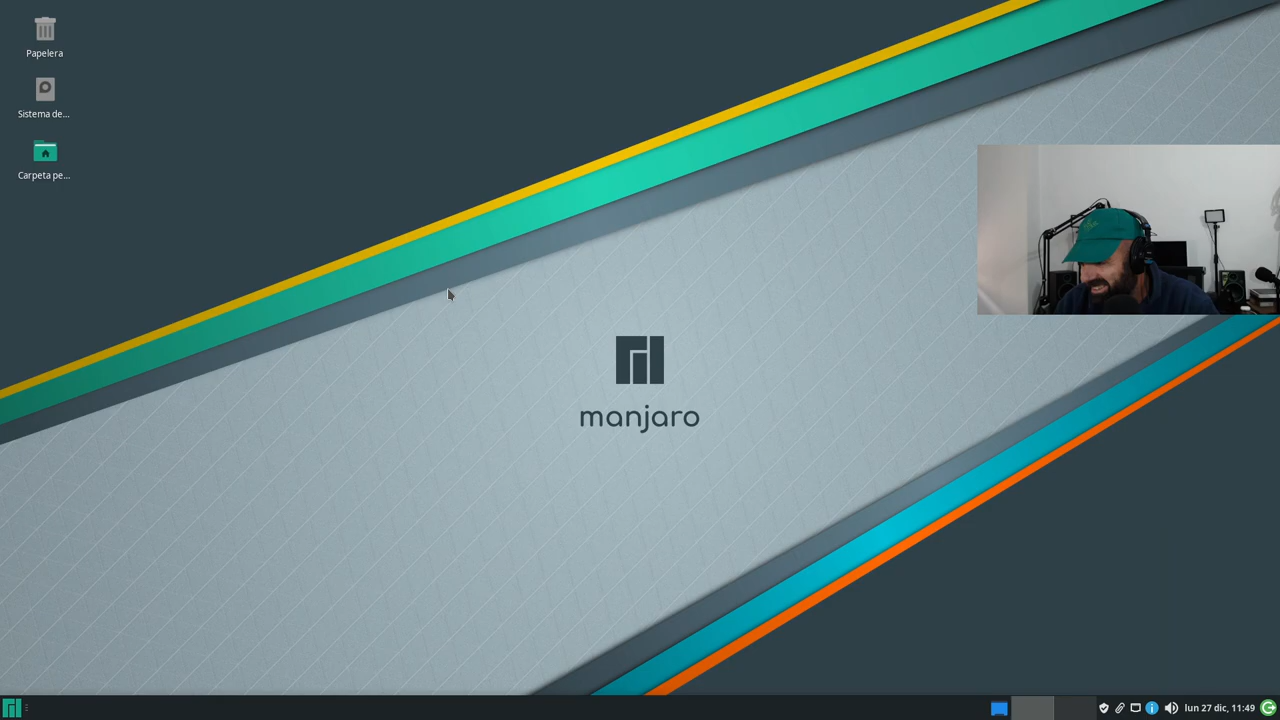 Papelera
Sistema de...
Carpeta pe...
manjaro
lun 27 dic, 11:49